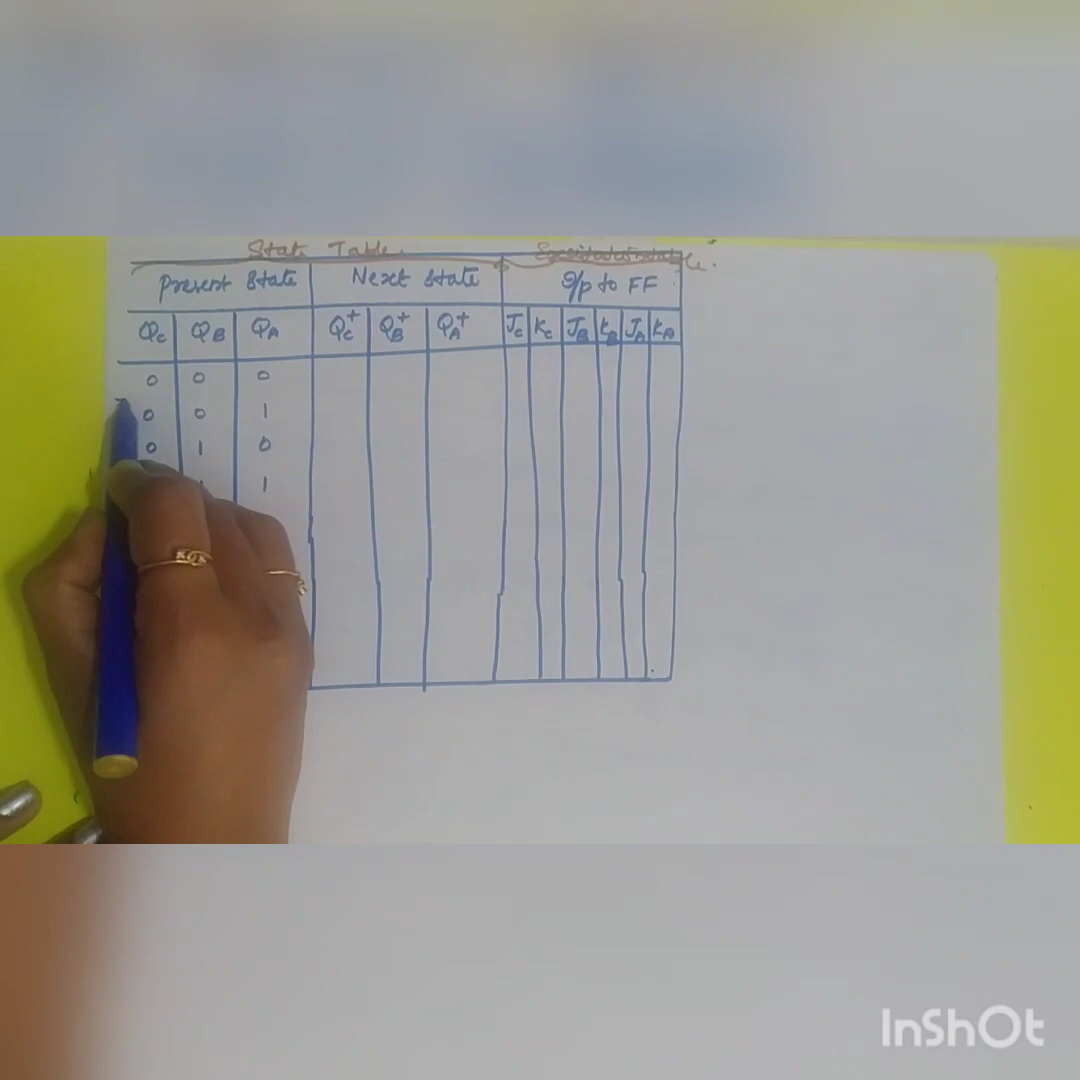 State Table
Present State Next State I/p to FF
QC QB QA QC+ QB+ QA+ JC KC JB KB JA KA
0 0 0
0 0 1
0 1 0
1
InShOt